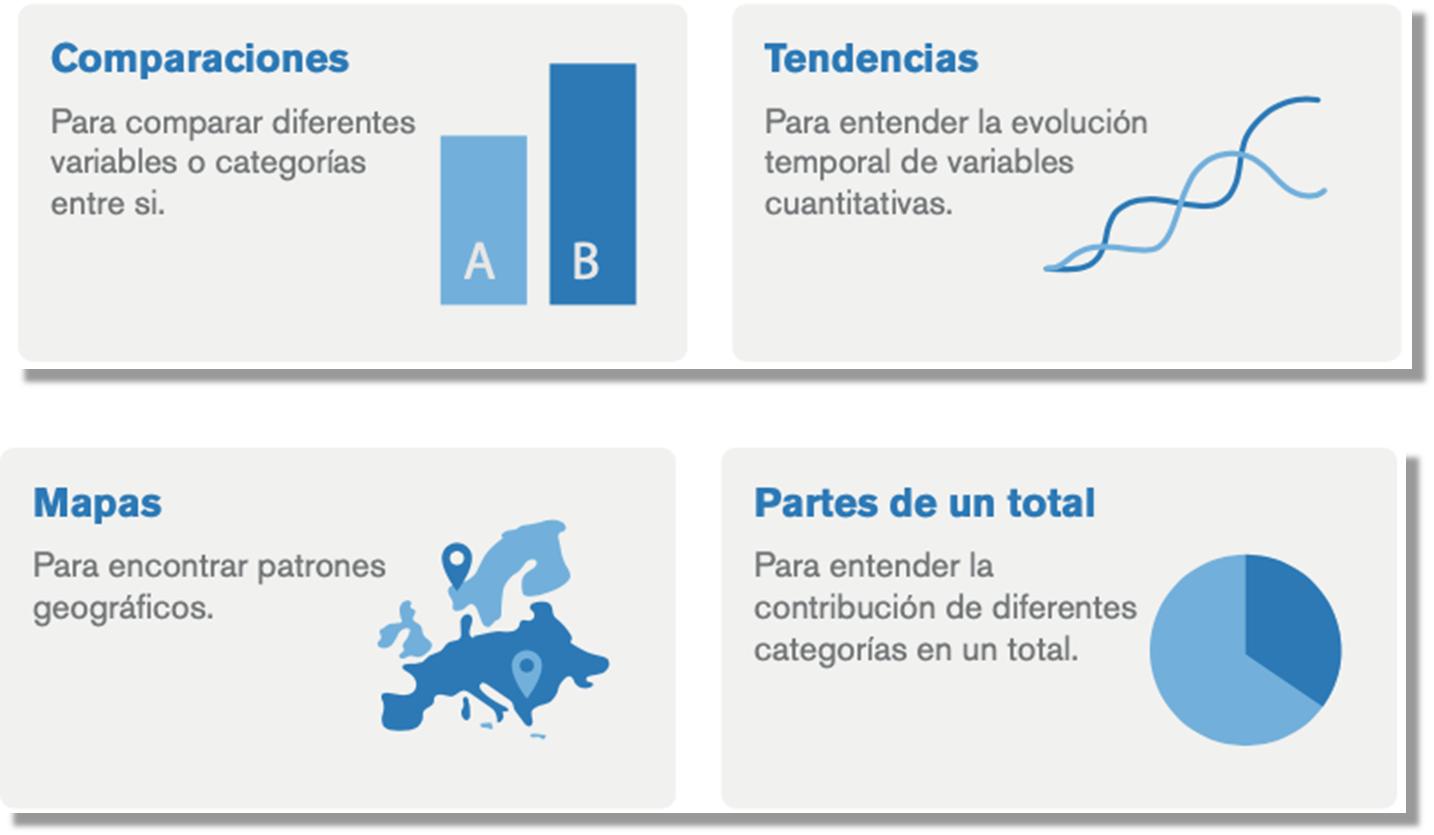 Comparaciones
Para comparar diferentes
variables o categorías
entre si.
A
B
Tendencias
Para entender la evolución
temporal de variables
cuantitativas.
Mapas
Para encontrar patrones
geográficos.
Partes de un total
Para entender la
contribución de diferentes
categorías en un total.